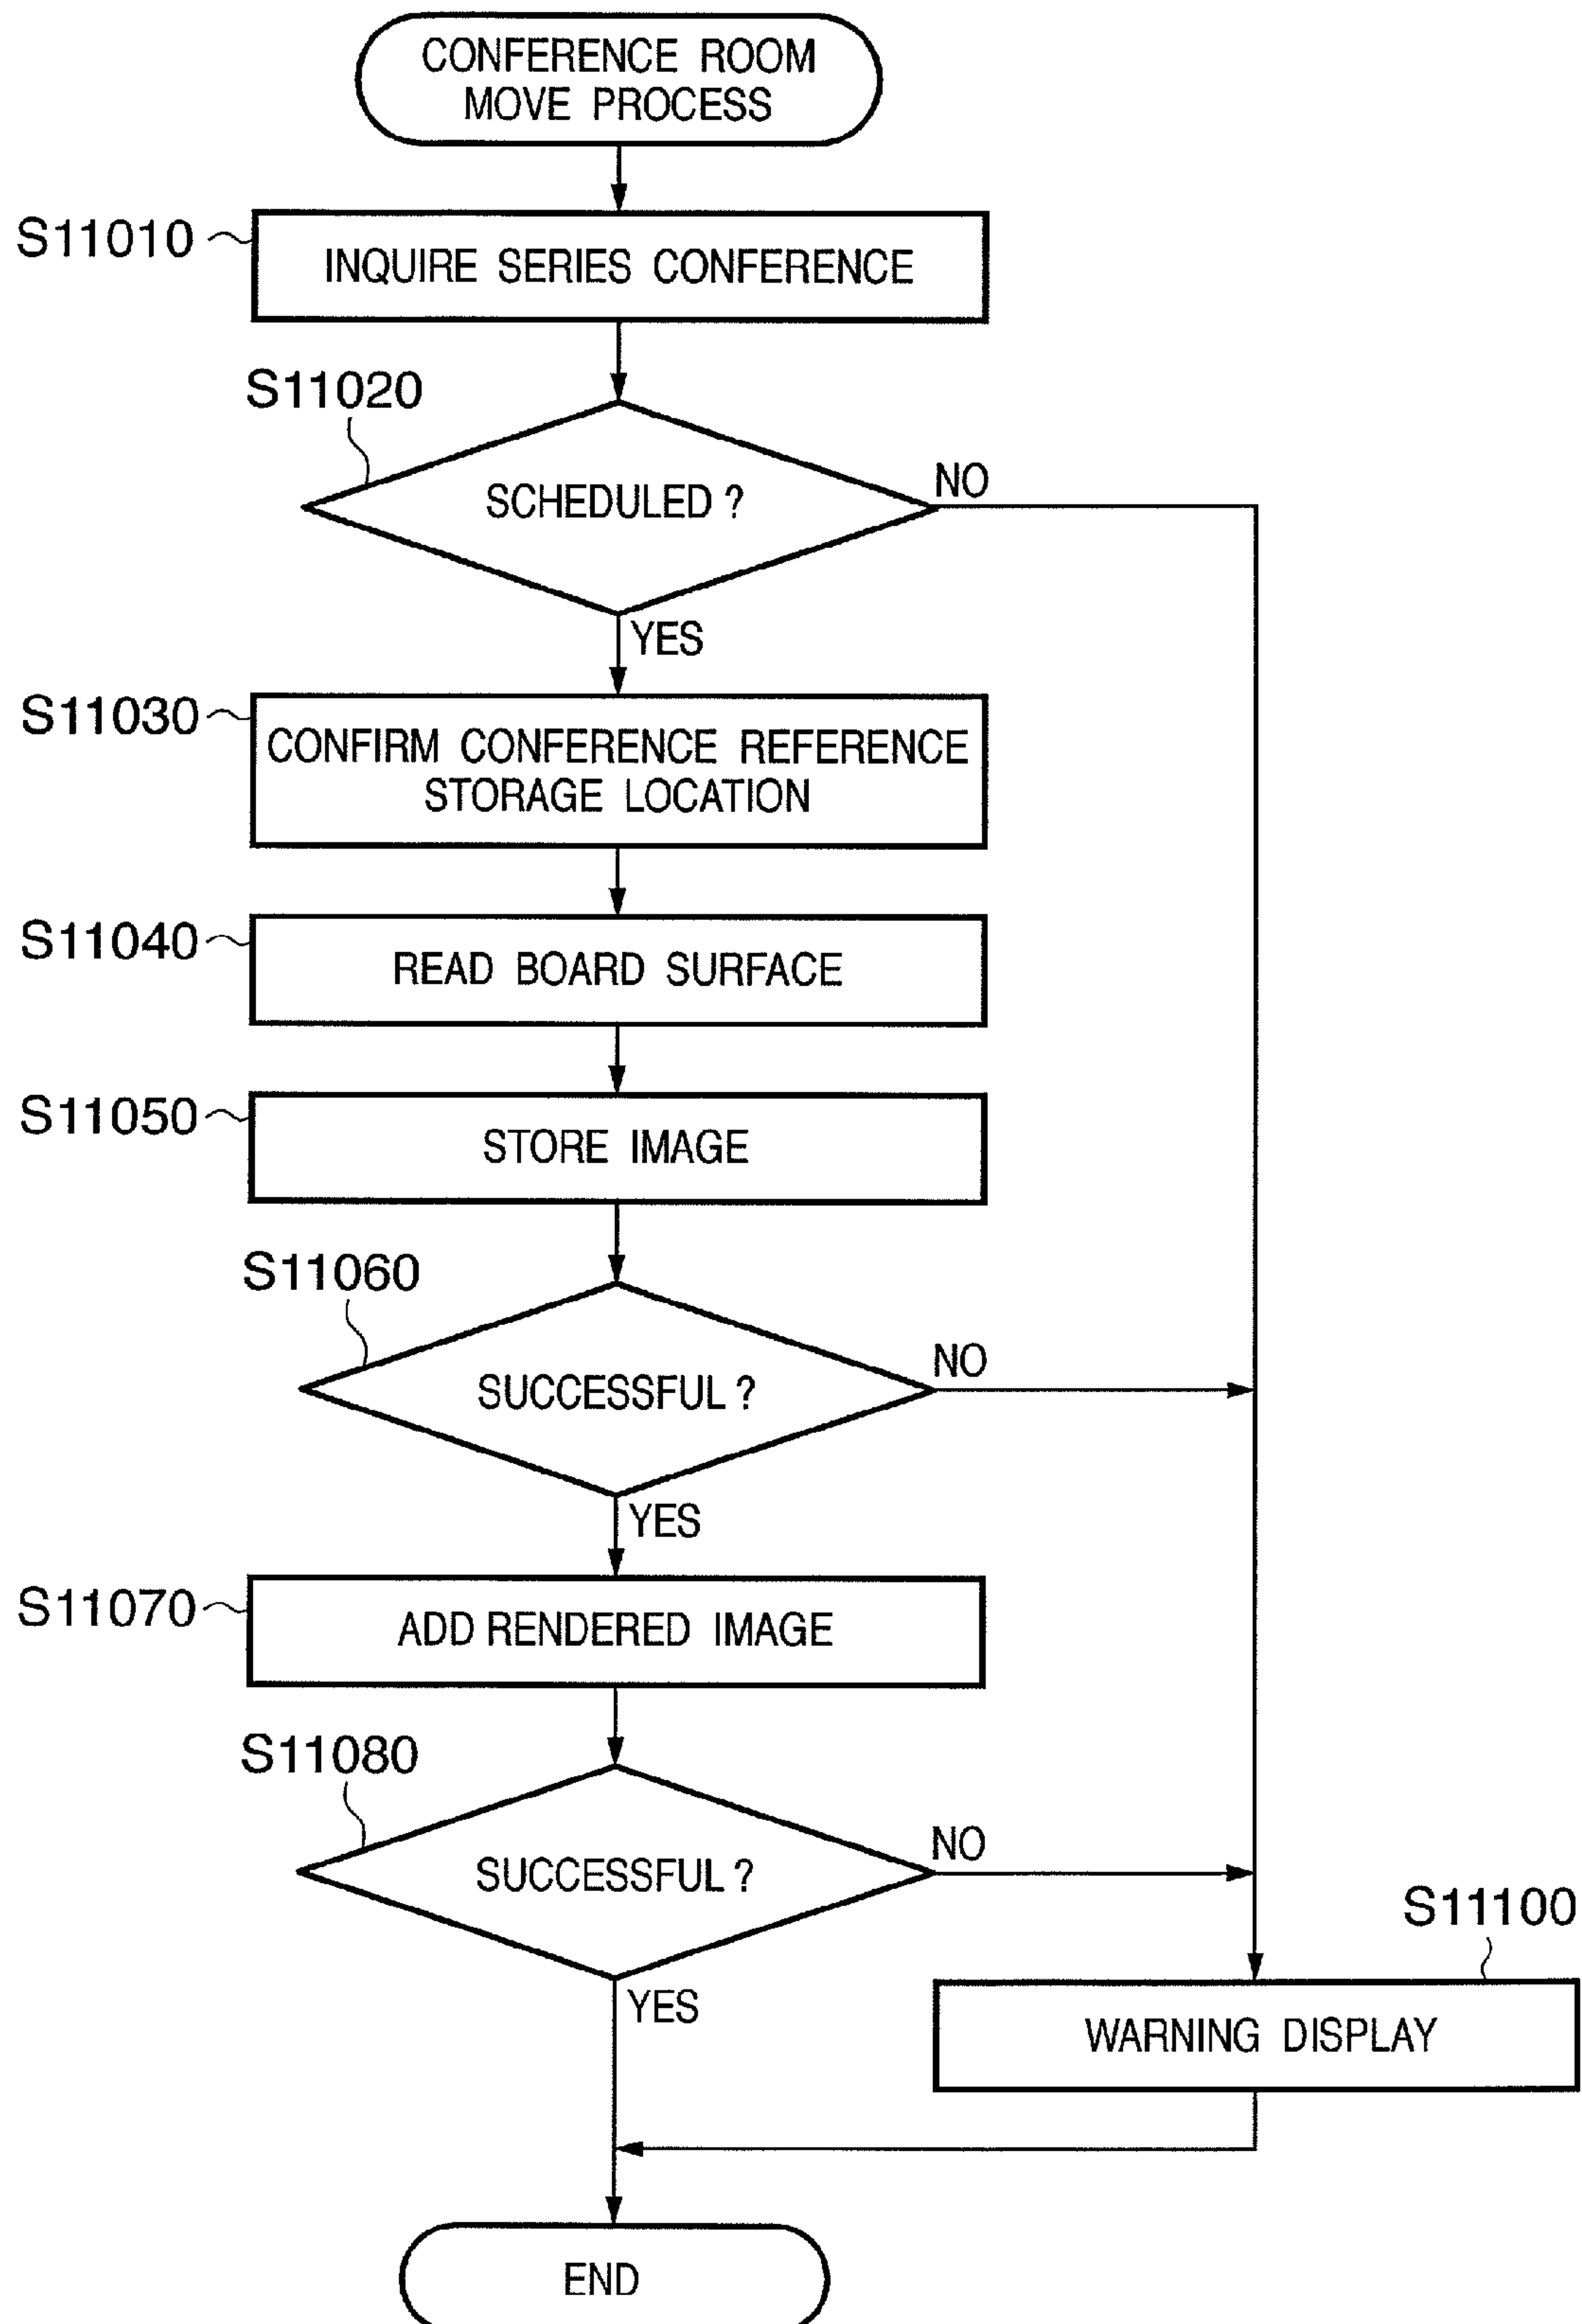 CONFERENCE ROOM
MOVE PROCESS
S11010
INQUIRE SERIES CONFERENCE
S11020
SCHEDULED ?
NO
YES
S11030
CONFIRM CONFERENCE REFERENCE
STORAGE LOCATION
S11040
READ BOARD SURFACE
S11050
STORE IMAGE
S11060
SUCCESSFUL ?
NO
YES
S11070
ADD RENDERED IMAGE
S11080
SUCCESSFUL ?
NO
YES
S11100
WARNING DISPLAY
END